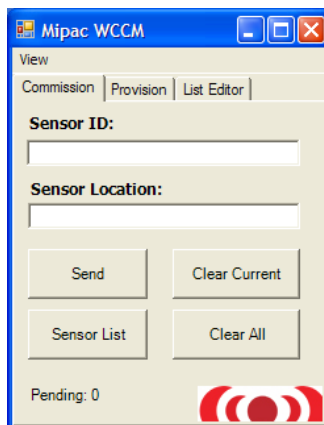 Mipac WCCM
View
Commission Provision List Editor
Sensor ID:
Sensor Location:
Send Clear Current
Sensor List Clear All
Pending: 0